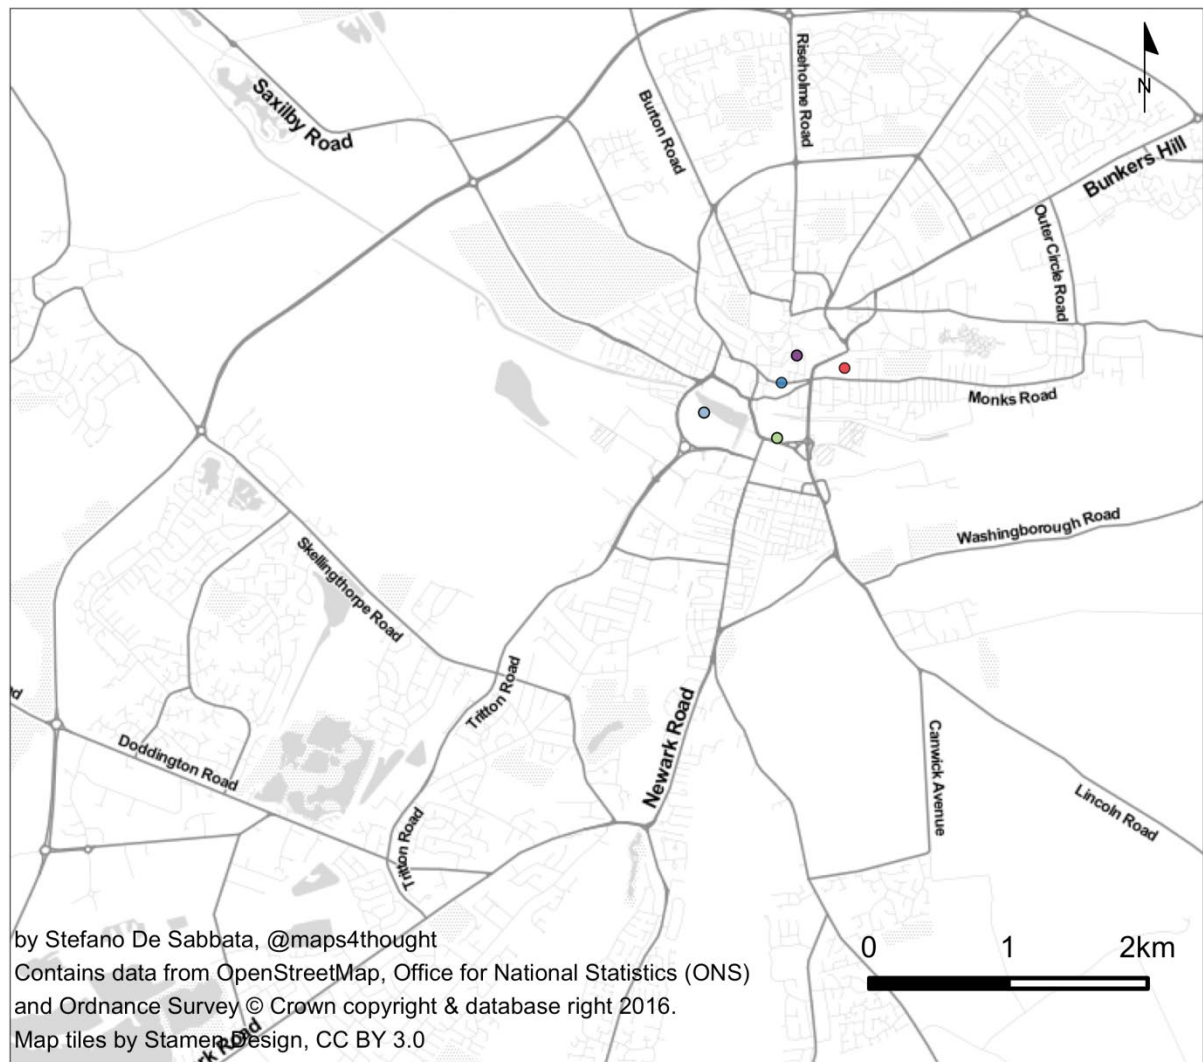 Saxilby Road
Burton Road
Riseholme Road
N
Bunkers Hill
Outer Circle Road
Monks Road
Washingborough Road
Skellingthorpe Road
Tritton Road
Newark Road
Doddington Road
Canwick Avenue
Lincoln Road
Tritton Road
by Stefano De Sabbata, @maps4thought
0 1 2km
Contains data from OpenStreetMap, Office for National Statistics (ONS)
and Ordnance Survey © Crown copyright & database right 2016.
Map tiles by Stamen Design, CC BY 3.0
rk Road